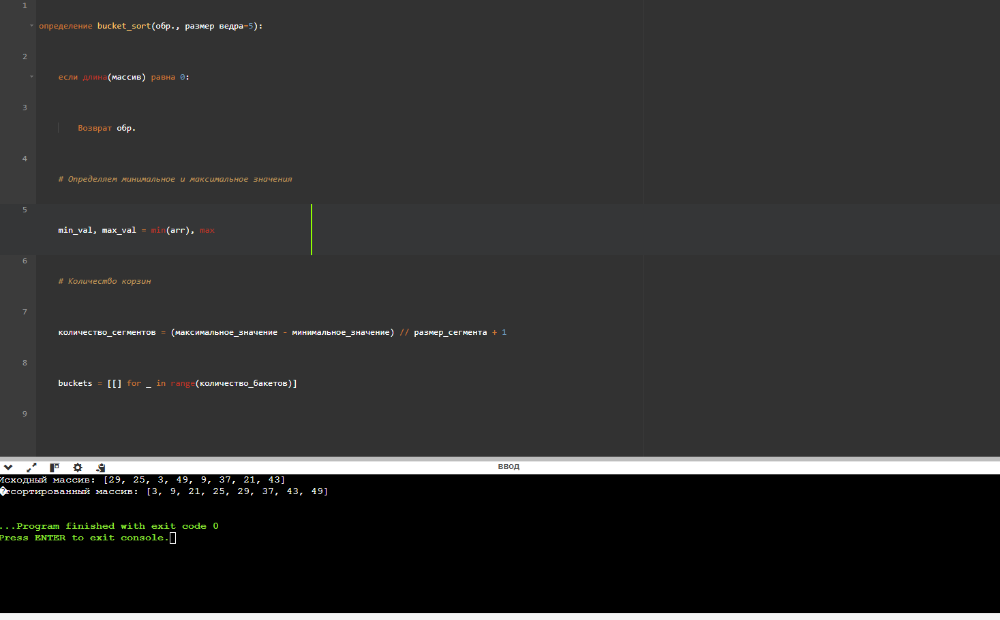 1
определение bucket_sort(обр., размер ведра=5):
2
если длина(массив) равна 0:
3
Возврат обр.
4
# Определяем минимальное и максимальное значения
5
min_val, max_val = min(arr), max
6
# Количество корзин
7
количество_сегментов = (максимальное_значение - минимальное_значение) // размер_сегмента + 1
8
buckets = [[] for _ in range(количество_бакетов)]
9
ввод
Исходный массив: [29, 25, 3, 49, 9, 37, 21, 43]
�тсортированный массив: [3, 9, 21, 25, 29, 37, 43, 49]
...Program finished with exit code 0
Press ENTER to exit console.